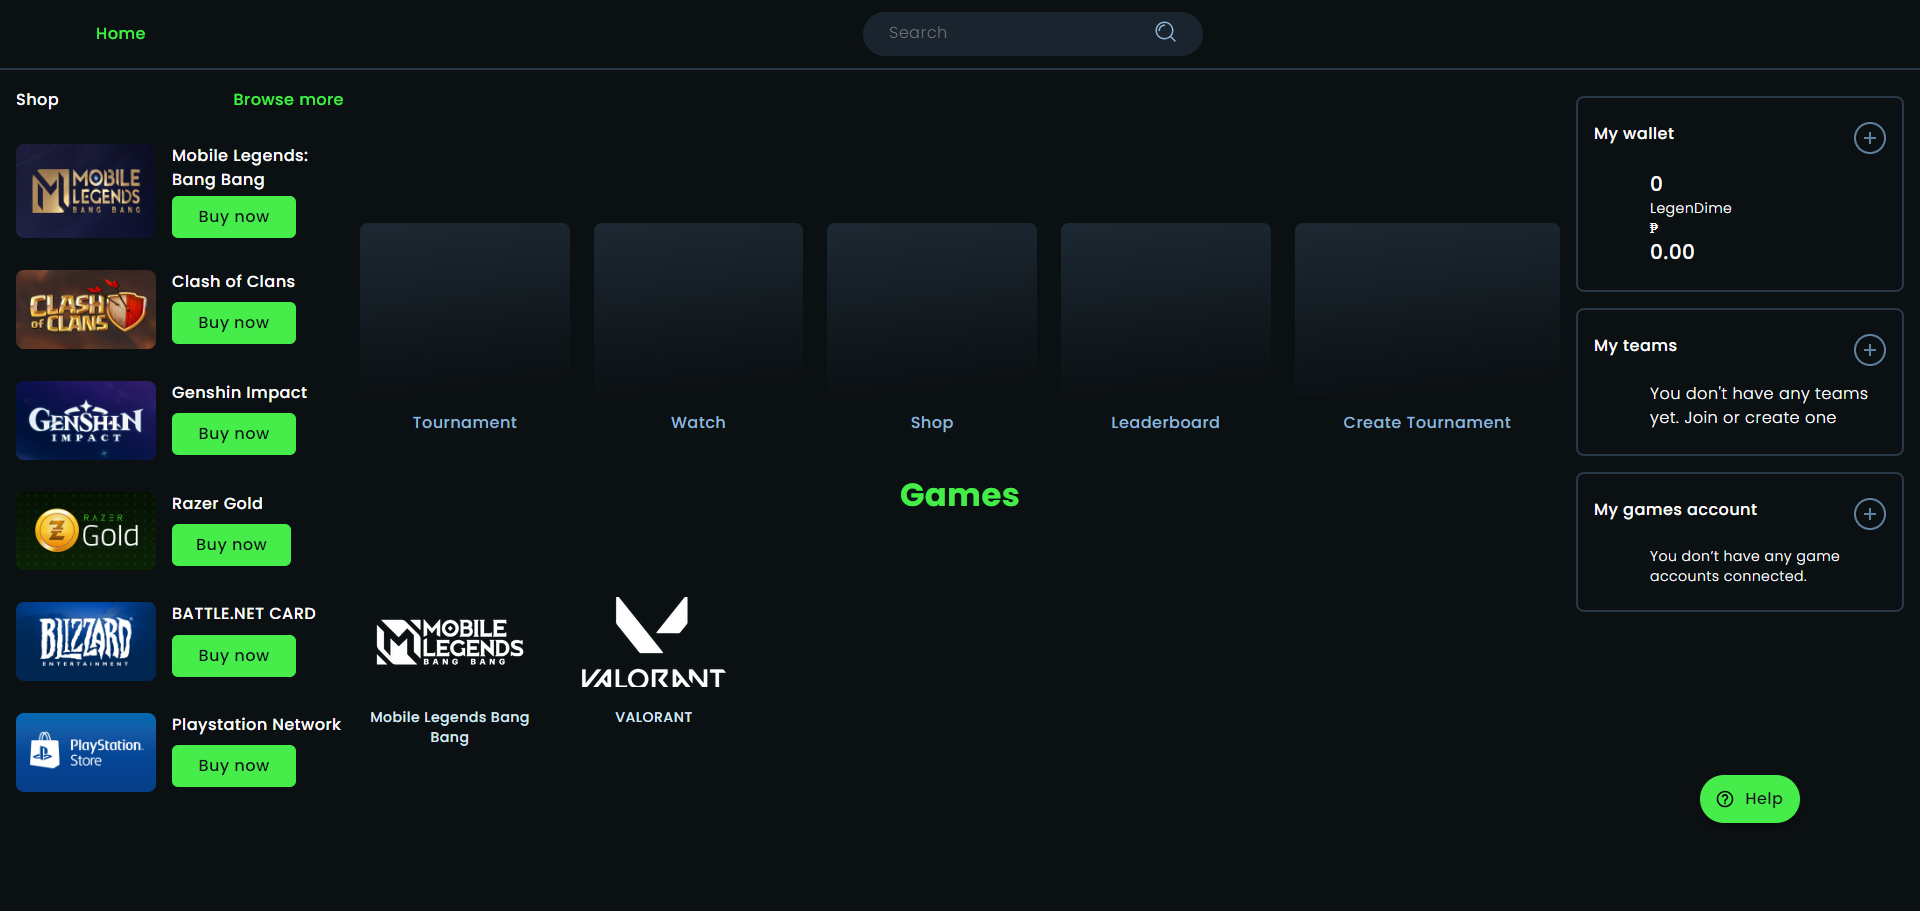 Home
Search
Shop
Browse more
MOBILE
LEGENDS
BANG BANG
Mobile Legends:
Bang Bang
Buy now
CLASH
of CLANS
Clash of Clans
Buy now
GENSHIN
IMPACT
Genshin Impact
Buy now
RAZER
Gold
Razer Gold
Buy now
BLIZZARD
ENTERTAINMENT
BATTLE.NET CARD
Buy now
PlayStation
Store
Playstation Network
Buy now
Tournament
Watch
Shop
Leaderboard
Create Tournament
Games
MOBILE
LEGENDS
BANG BANG
Mobile Legends Bang
Bang
VALORANT
VALORANT
My wallet
0
LegenDime
₱
0.00
My teams
You don't have any teams
yet. Join or create one
My games account
You don’t have any game
accounts connected.
Help